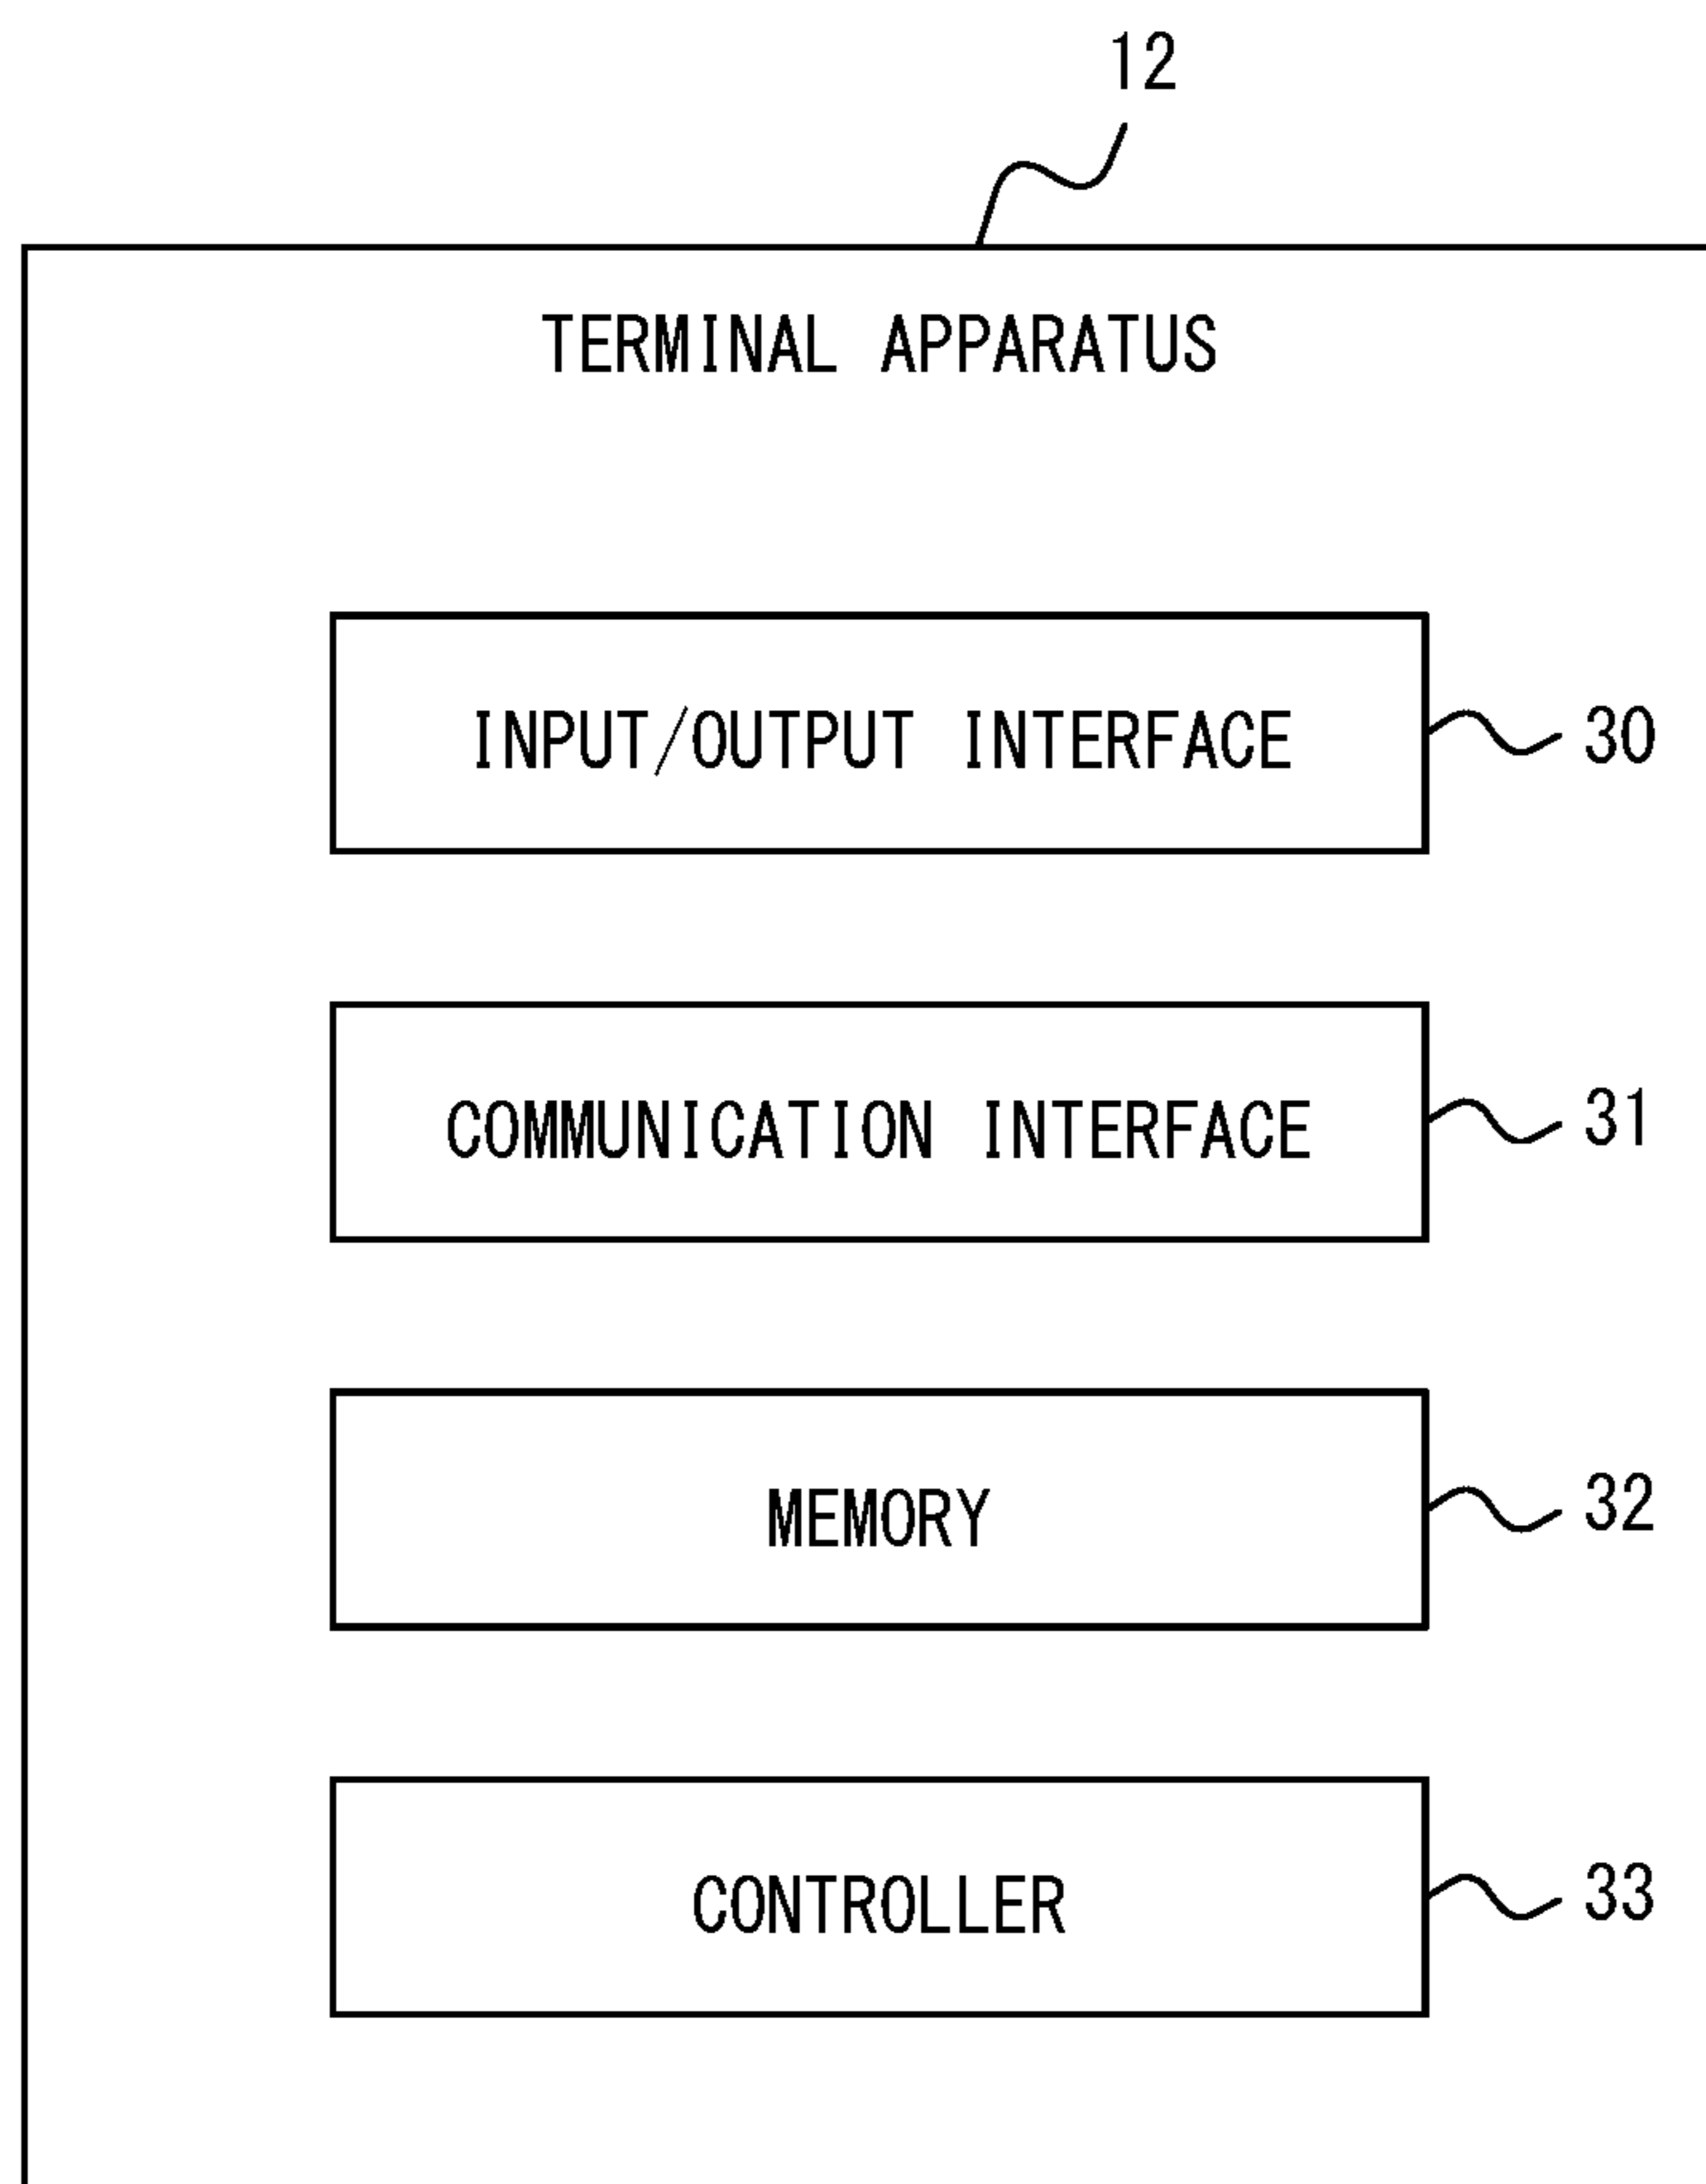 12
TERMINAL APPARATUS
INPUT/OUTPUT INTERFACE 30
COMMUNICATION INTERFACE 31
MEMORY 32
CONTROLLER 33